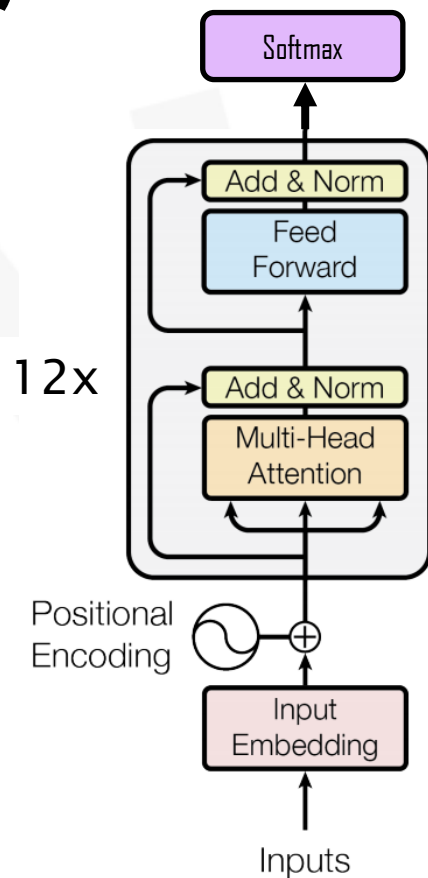 Softmax
Add & Norm
Feed
Forward
12x
Add & Norm
Multi-Head
Attention
Positional
Encoding
Input
Embedding
Inputs